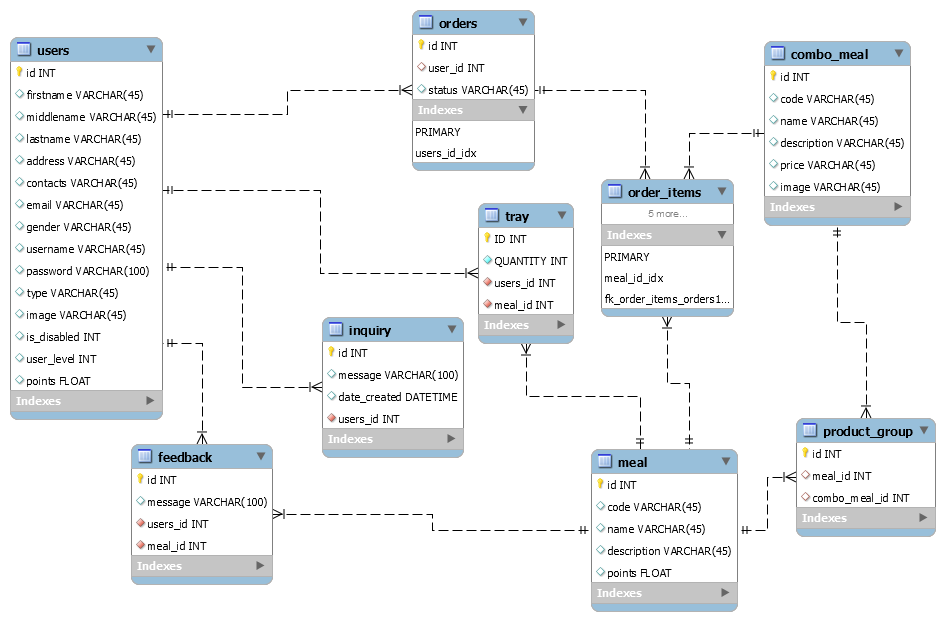 users
id INT
firstname VARCHAR(45)
middlename VARCHAR(45)
lastname VARCHAR(45)
address VARCHAR(45)
contacts VARCHAR(45)
email VARCHAR(45)
gender VARCHAR(45)
username VARCHAR(45)
password VARCHAR(100)
type VARCHAR(45)
image VARCHAR(45)
is_disabled INT
user_level INT
points FLOAT
Indexes
orders
id INT
user_id INT
status VARCHAR(45)
Indexes
PRIMARY
users_id_idx
combo_meal
id INT
code VARCHAR(45)
name VARCHAR(45)
description VARCHAR(45)
price VARCHAR(45)
image VARCHAR(45)
Indexes
order_items
5 more...
Indexes
PRIMARY
meal_id_idx
fk_order_items_orders1...
tray
ID INT
QUANTITY INT
users_id INT
meal_id INT
Indexes
inquiry
id INT
message VARCHAR(100)
date_created DATETIME
users_id INT
Indexes
feedback
id INT
message VARCHAR(100)
users_id INT
meal_id INT
Indexes
meal
id INT
code VARCHAR(45)
name VARCHAR(45)
description VARCHAR(45)
points FLOAT
Indexes
product_group
id INT
meal_id INT
combo_meal_id INT
Indexes